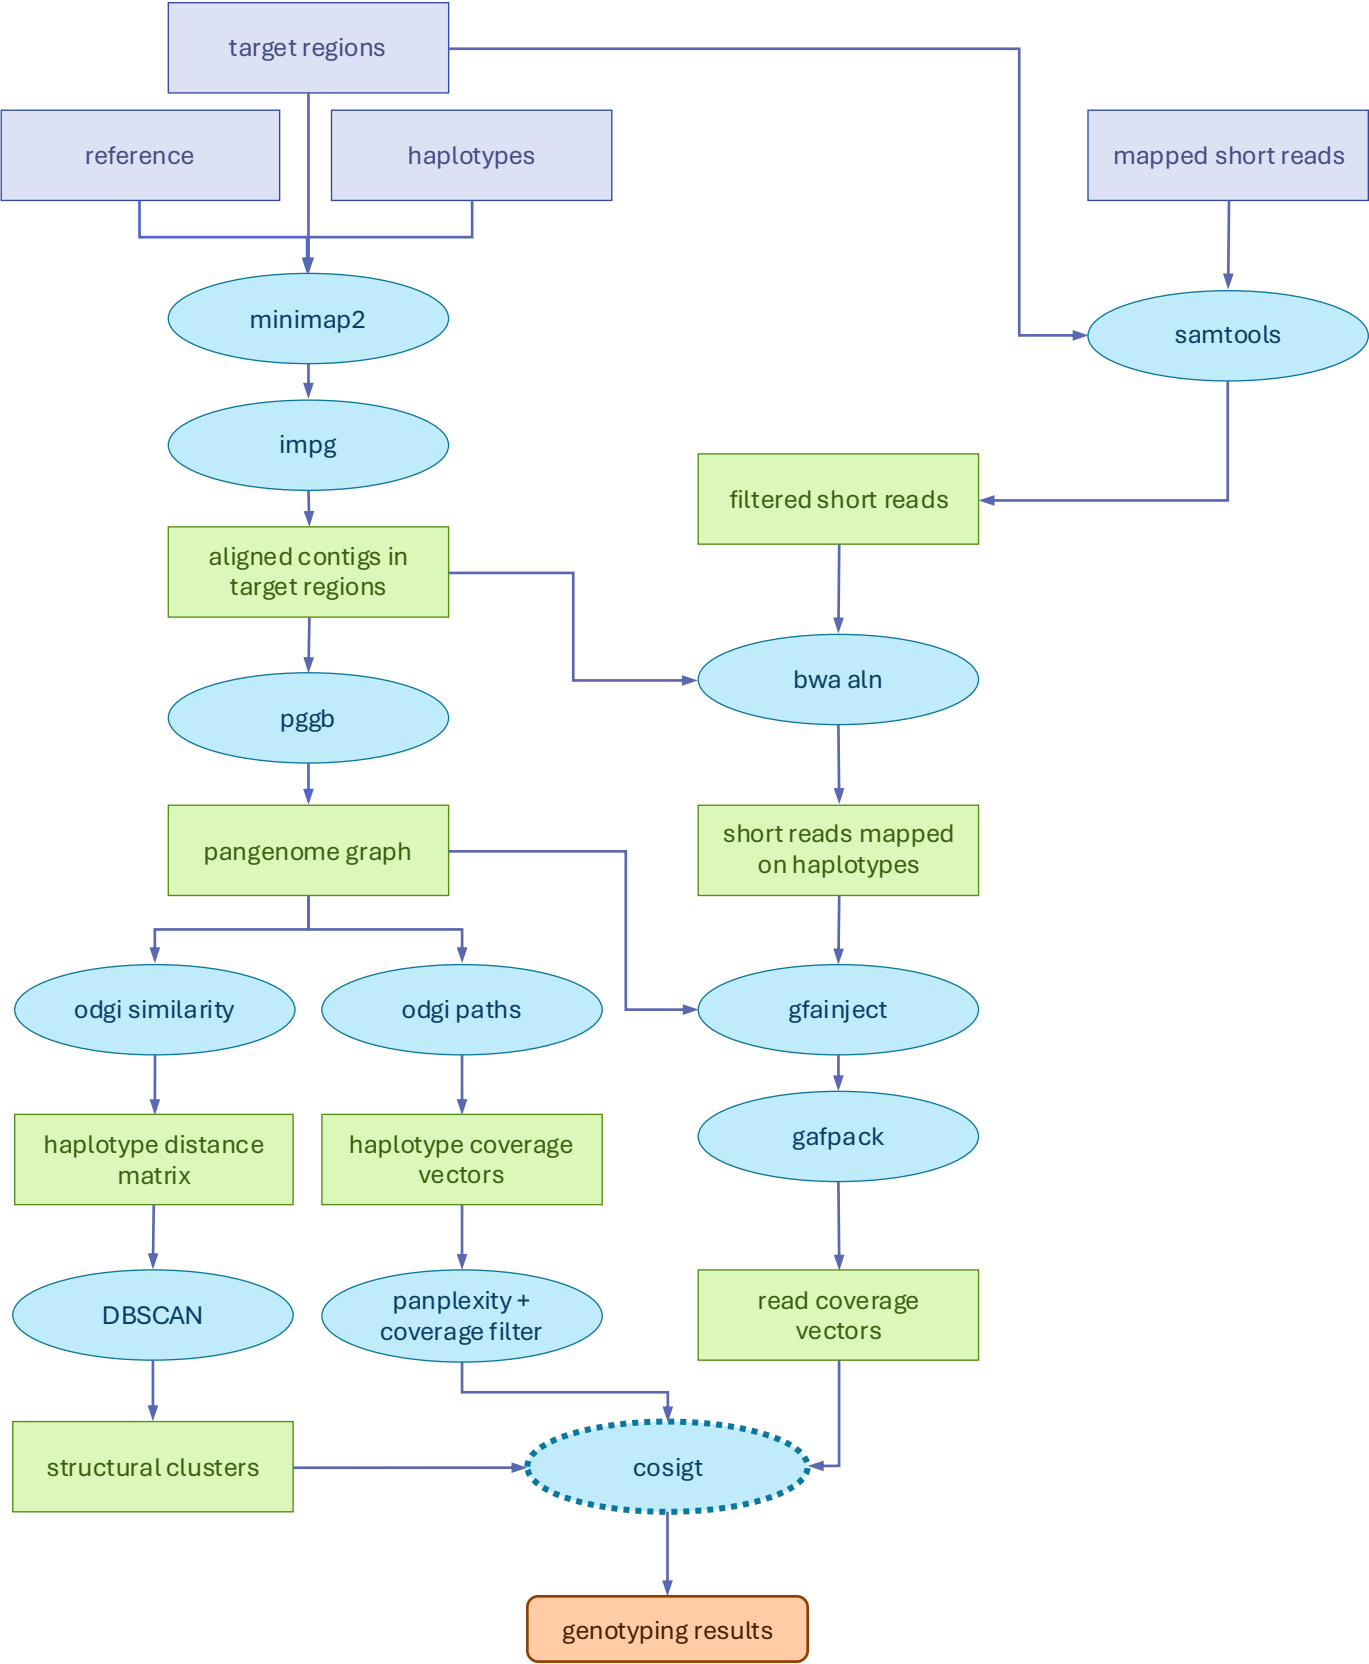 target regions
reference
haplotypes
mapped short reads
minimap2
samtools
impg
filtered short reads
aligned contigs in
target regions
bwa aln
pggb
pangenome graph
short reads mapped
on haplotypes
odgi similarity
odgi paths
gfainject
haplotype distance
matrix
haplotype coverage
vectors
gafpack
DBSCAN
panplexity +
coverage filter
read coverage
vectors
structural clusters
cosigt
genotyping results